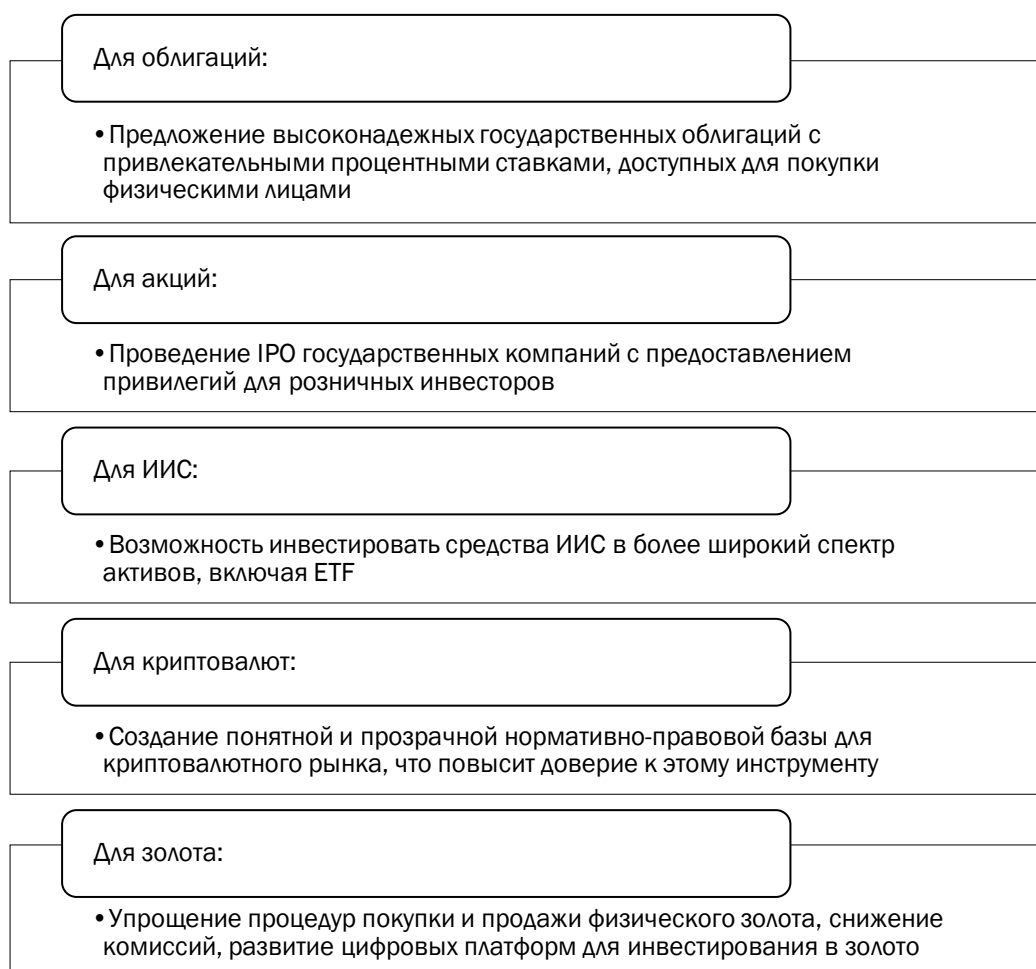 Для облигаций:
•Предложение высоконадежных государственных облигаций с
привлекательными процентными ставками, доступных для покупки
физическими лицами
Для акций:
•Проведение IPO государственных компаний с предоставлением
привилегий для розничных инвесторов
Для ИИС:
•Возможность инвестировать средства ИИС в более широкий спектр
активов, включая ETF
Для криптовалют:
•Создание понятной и прозрачной нормативно-правовой базы для
криптовалютного рынка, что повысит доверие к этому инструменту
Для золота:
•Упрощение процедур покупки и продажи физического золота, снижение
комиссий, развитие цифровых платформ для инвестирования в золото